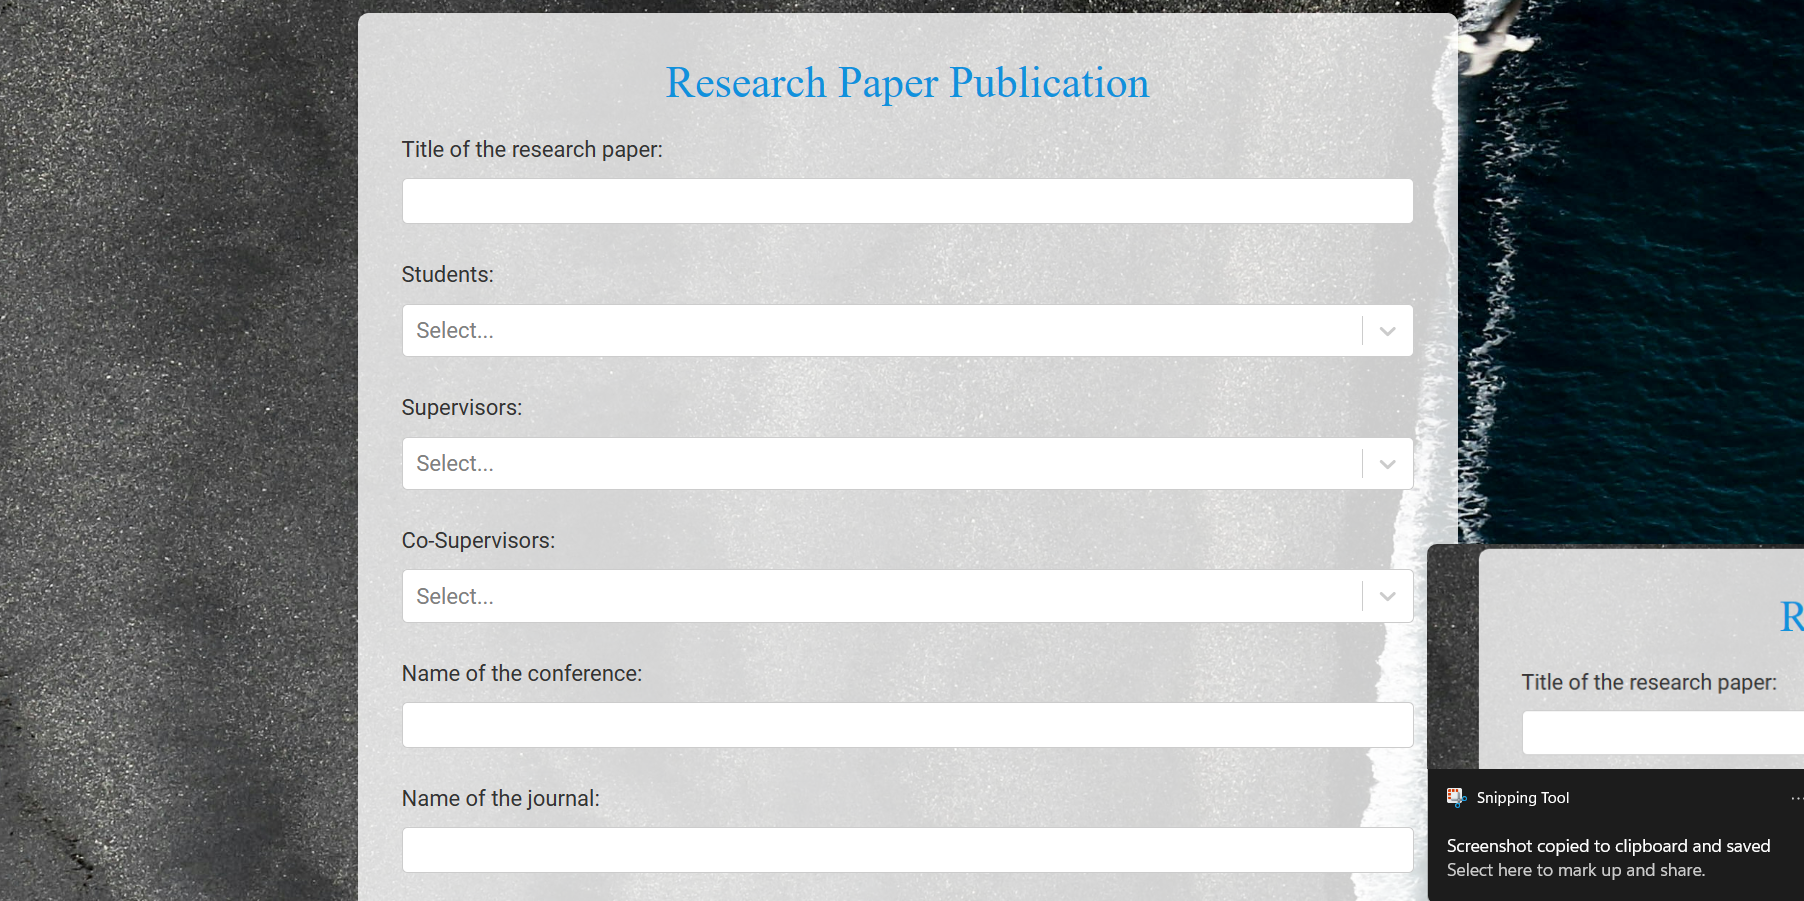 Research Paper Publication
Title of the research paper:
Students:
Select...
Supervisors:
Select...
Co-Supervisors:
Select...
Name of the conference:
Name of the journal:
R
Title of the research paper:
Snipping Tool
Screenshot copied to clipboard and saved
Select here to mark up and share.